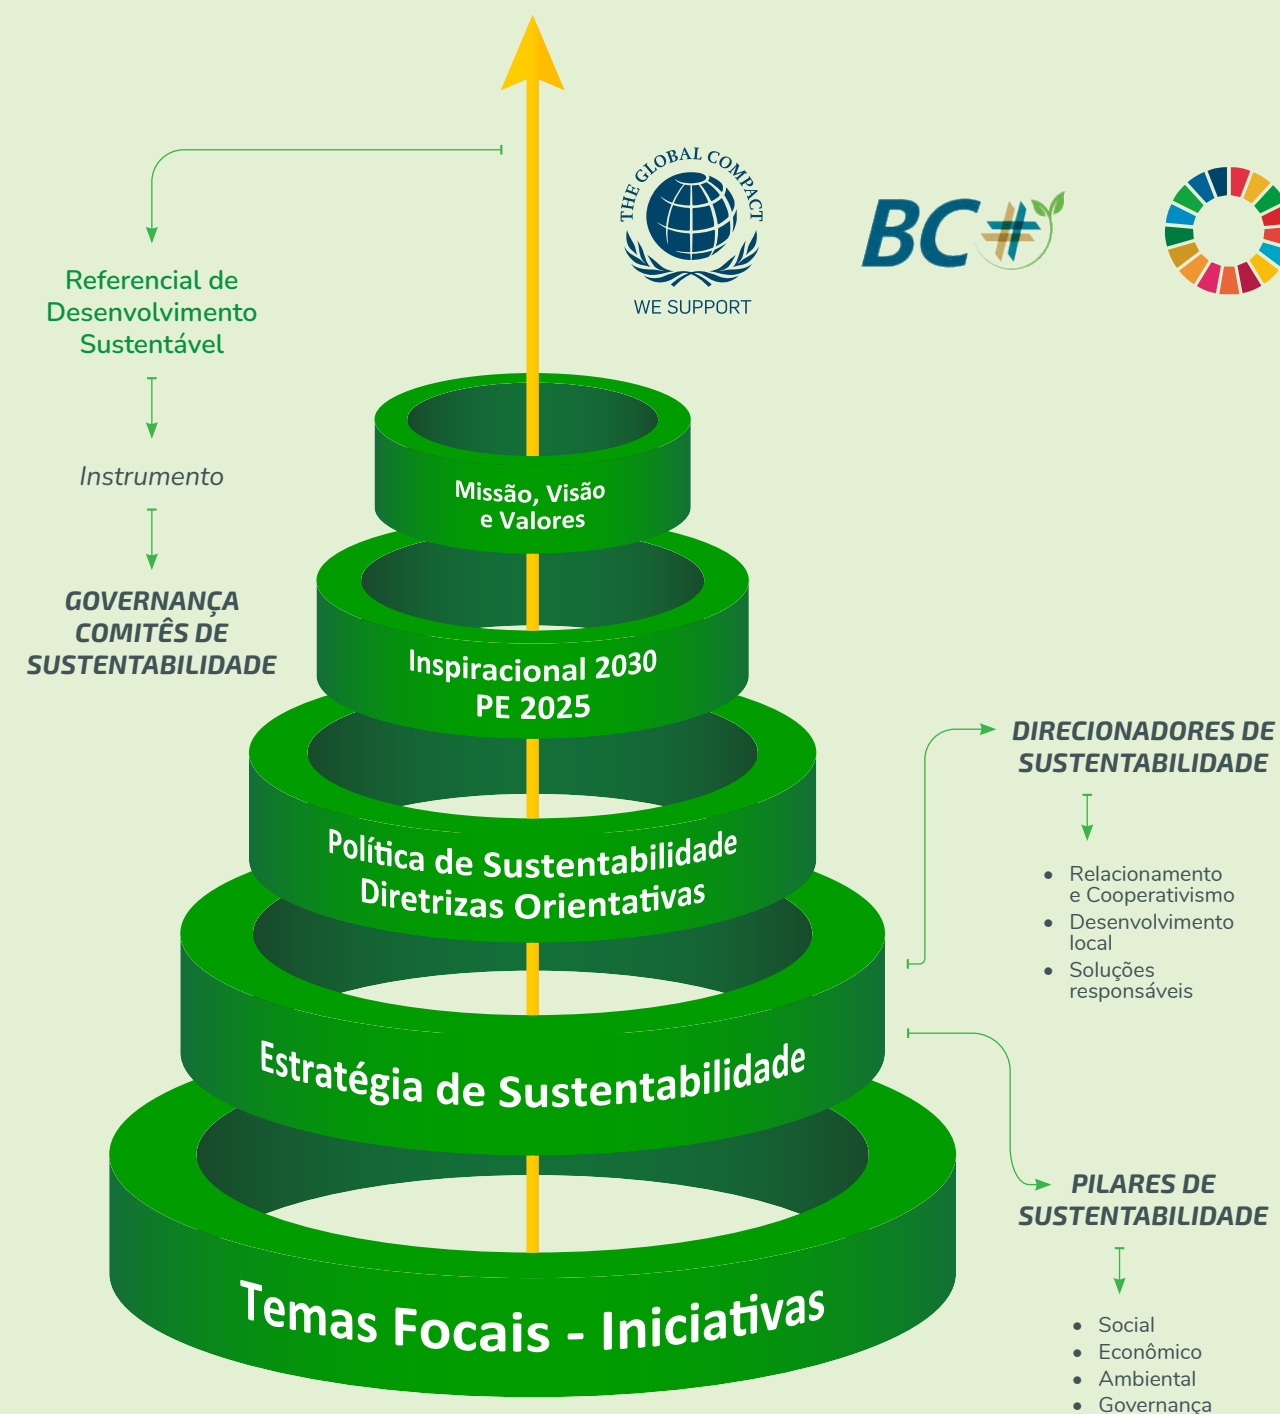 THE GLOBAL COMPACT
WE SUPPORT
BC#
Referencial de
Desenvolvimento
Sustentável
Instrumento
GOVERNANÇA
COMITÊS DE
SUSTENTABILIDADE
Missão, Visão
e Valores
Inspiracional 2030
PE 2025
Política de Sustentabilidade
Diretrizas Orientativas
Estratégia de Sustentabilidade
Temas Focais - Iniciativas
DIRECIONADORES DE
SUSTENTABILIDADE
• Relacionamento
e Cooperativismo
• Desenvolvimento
local
• Soluções
responsáveis
PILARES DE
SUSTENTABILIDADE
• Social
• Econômico
• Ambiental
• Governança